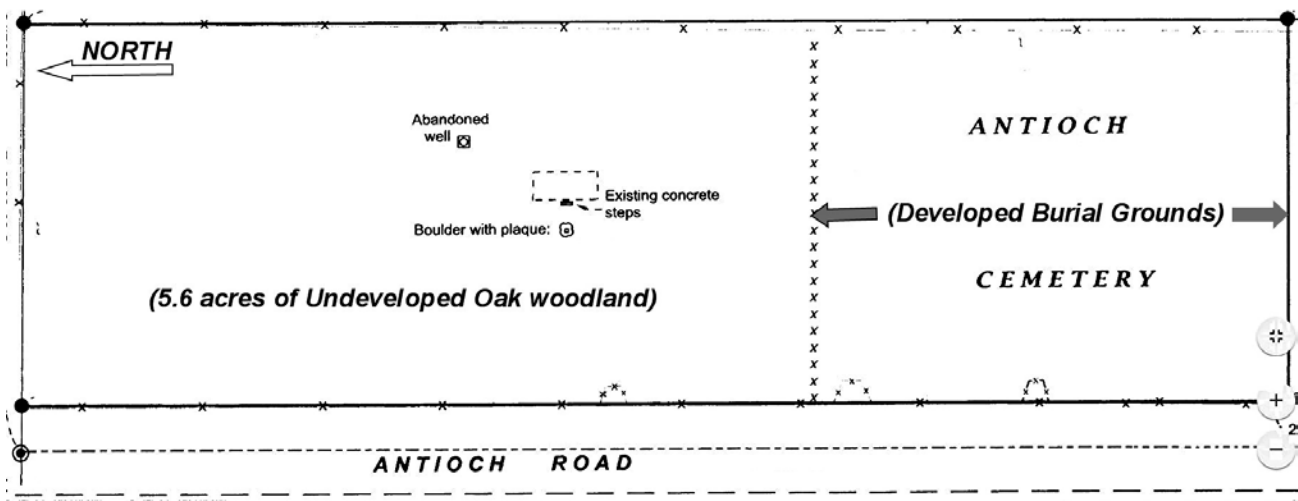 NORTH
Abandoned
well
Existing concrete
steps
Boulder with plaque:
(5.6 acres of Undeveloped Oak woodland)
ANTIOCH
(Developed Burial Grounds)
CEMETERY
ANTIOCH ROAD